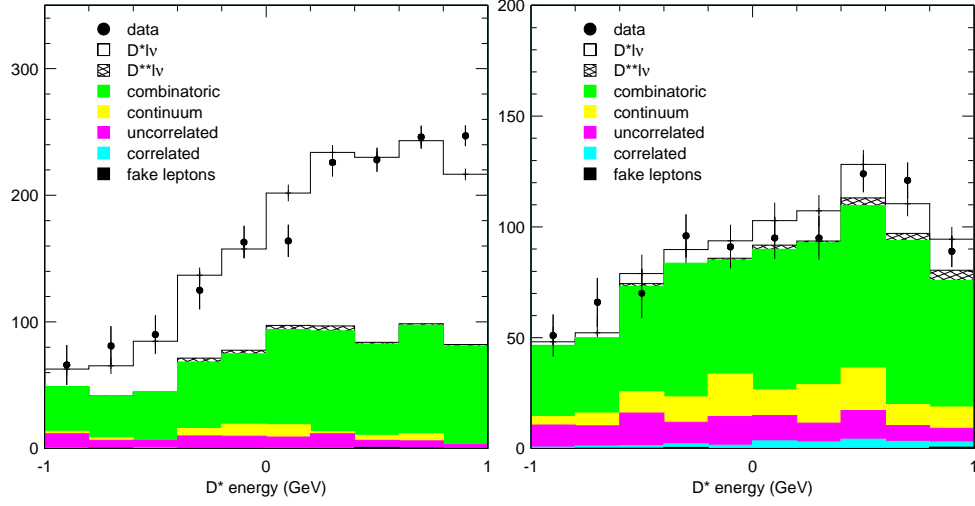 data
D*lν
D**lν
combinatoric
continuum
uncorrelated
correlated
fake leptons
0
100
200
300
-1
0
1
D* energy (GeV)
data
D*lν
D**lν
combinatoric
continuum
uncorrelated
correlated
fake leptons
0
50
100
150
200
-1
0
1
D* energy (GeV)